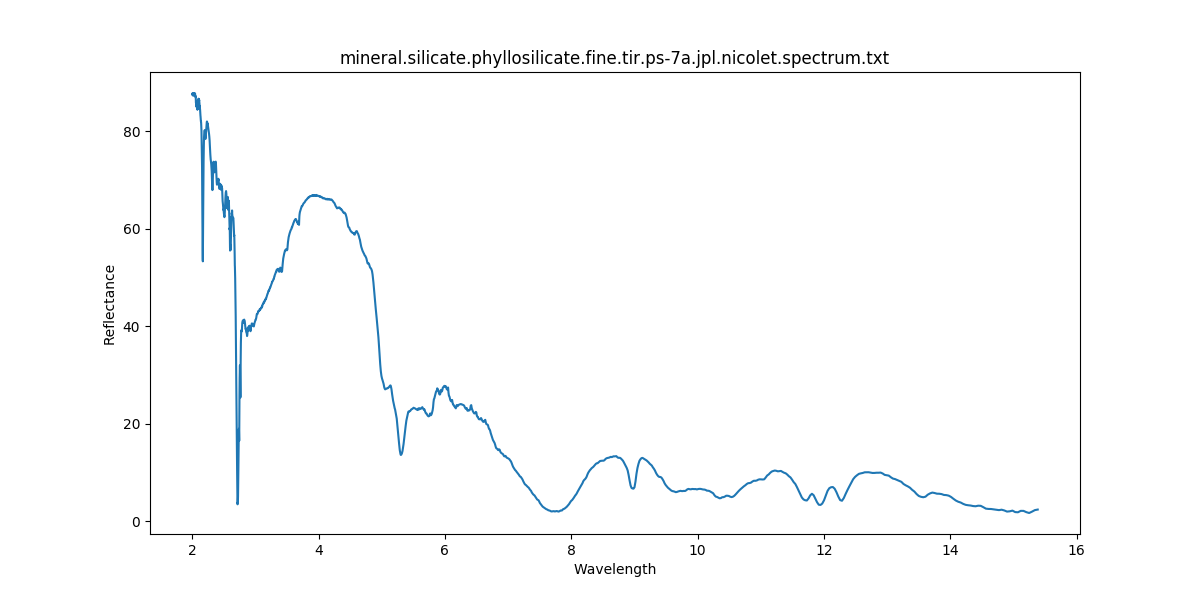 mineral.silicate.phyllosilicate.fine.tir.ps-7a.jpl.nicolet.spectrum.txt
80
60
40
20
0
Reflectance
2 4 6 8 10 12 14 16
Wavelength